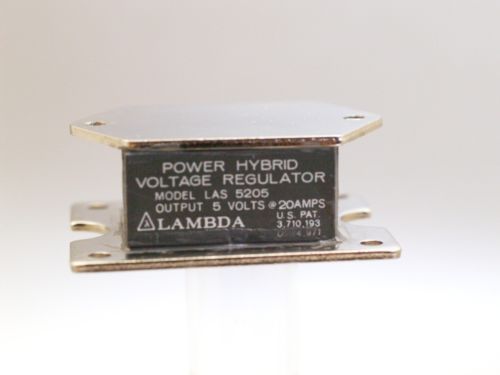 POWER HYBRID
VOLTAGE REGULATOR
MODEL LAS 5205
OUTPUT 5 VOLTS @ 20AMPS
LAMBDA
U.S. PAT.
3,710,193